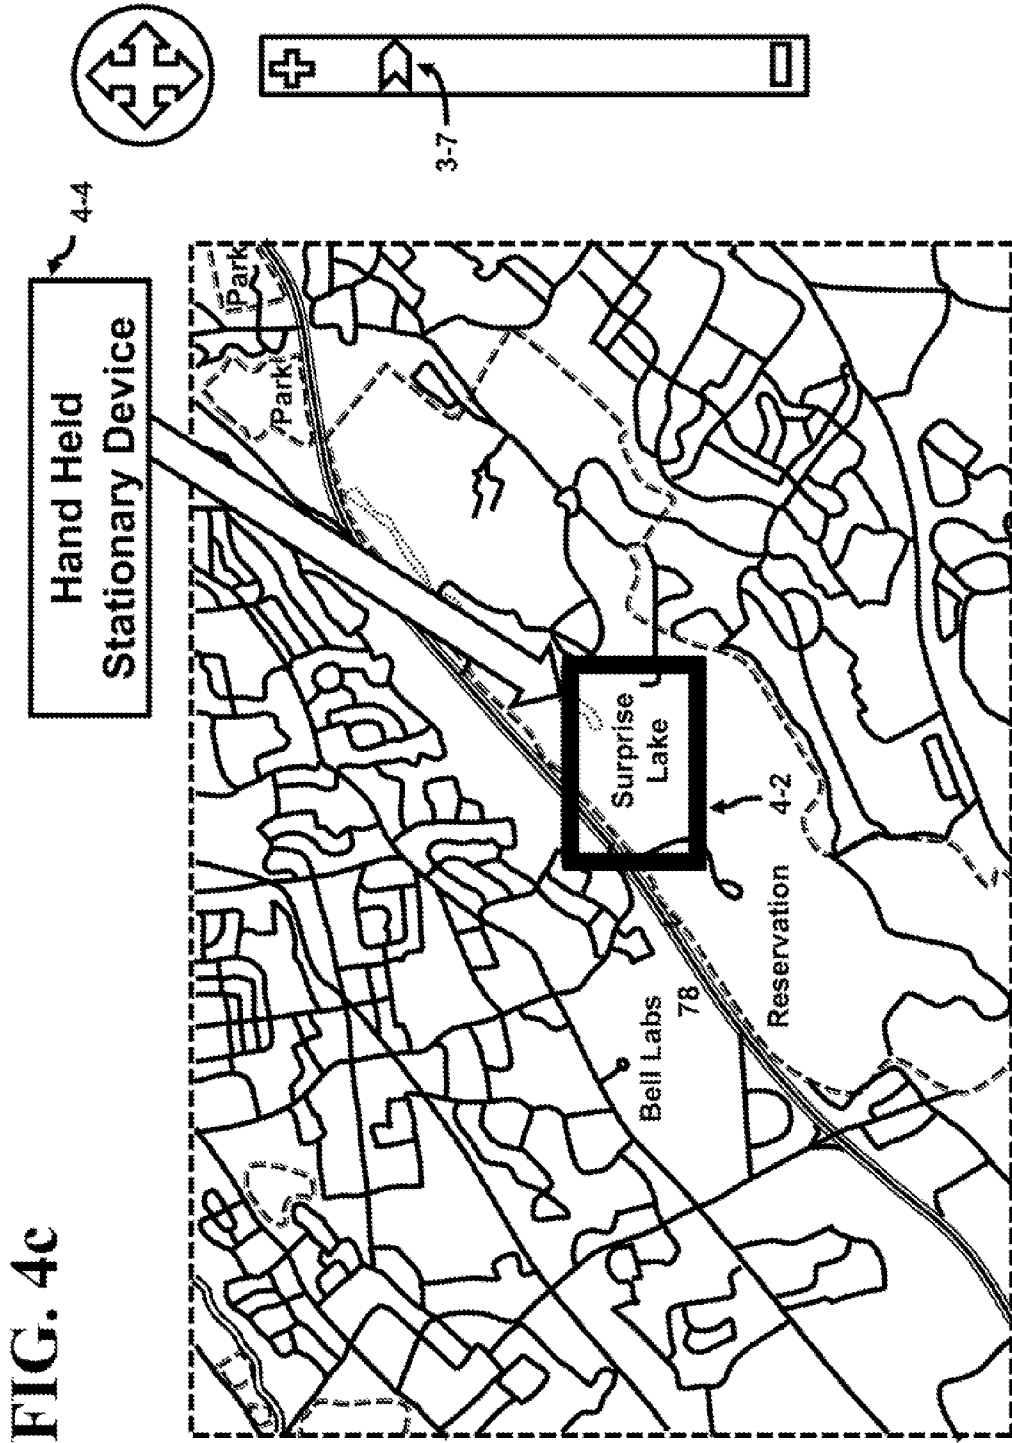 FIG. 4c
Hand Held
Stationary Device
4-4
3-7
Park
Park
Surprise
Lake
4-2
Bell Labs
78
Reservation